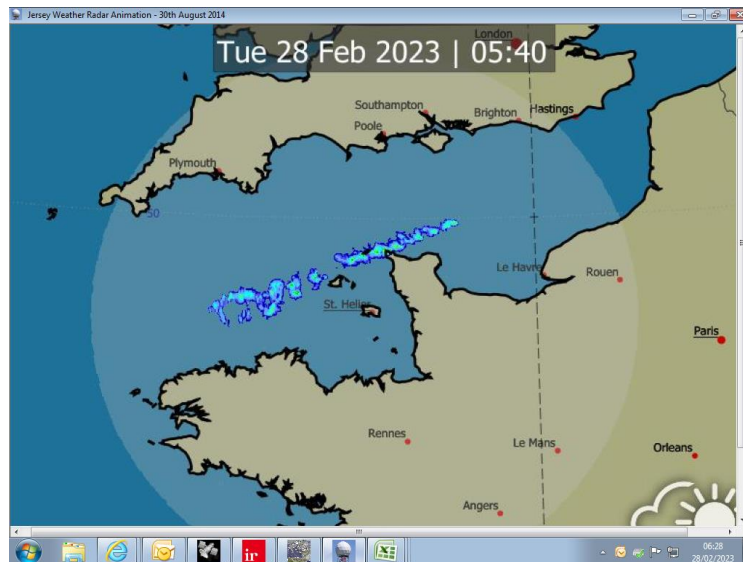 Jersey Weather Radar Animation - 30th August 2014
London
Tue 28 Feb 2023 | 05:40
Southampton
Brighton
Hastings
Poole
Plymouth
50
Le Havre
Rouen
St. Helier
Paris
Rennes
Le Mans
Orleans
Angers
ir
06:28
28/02/2023